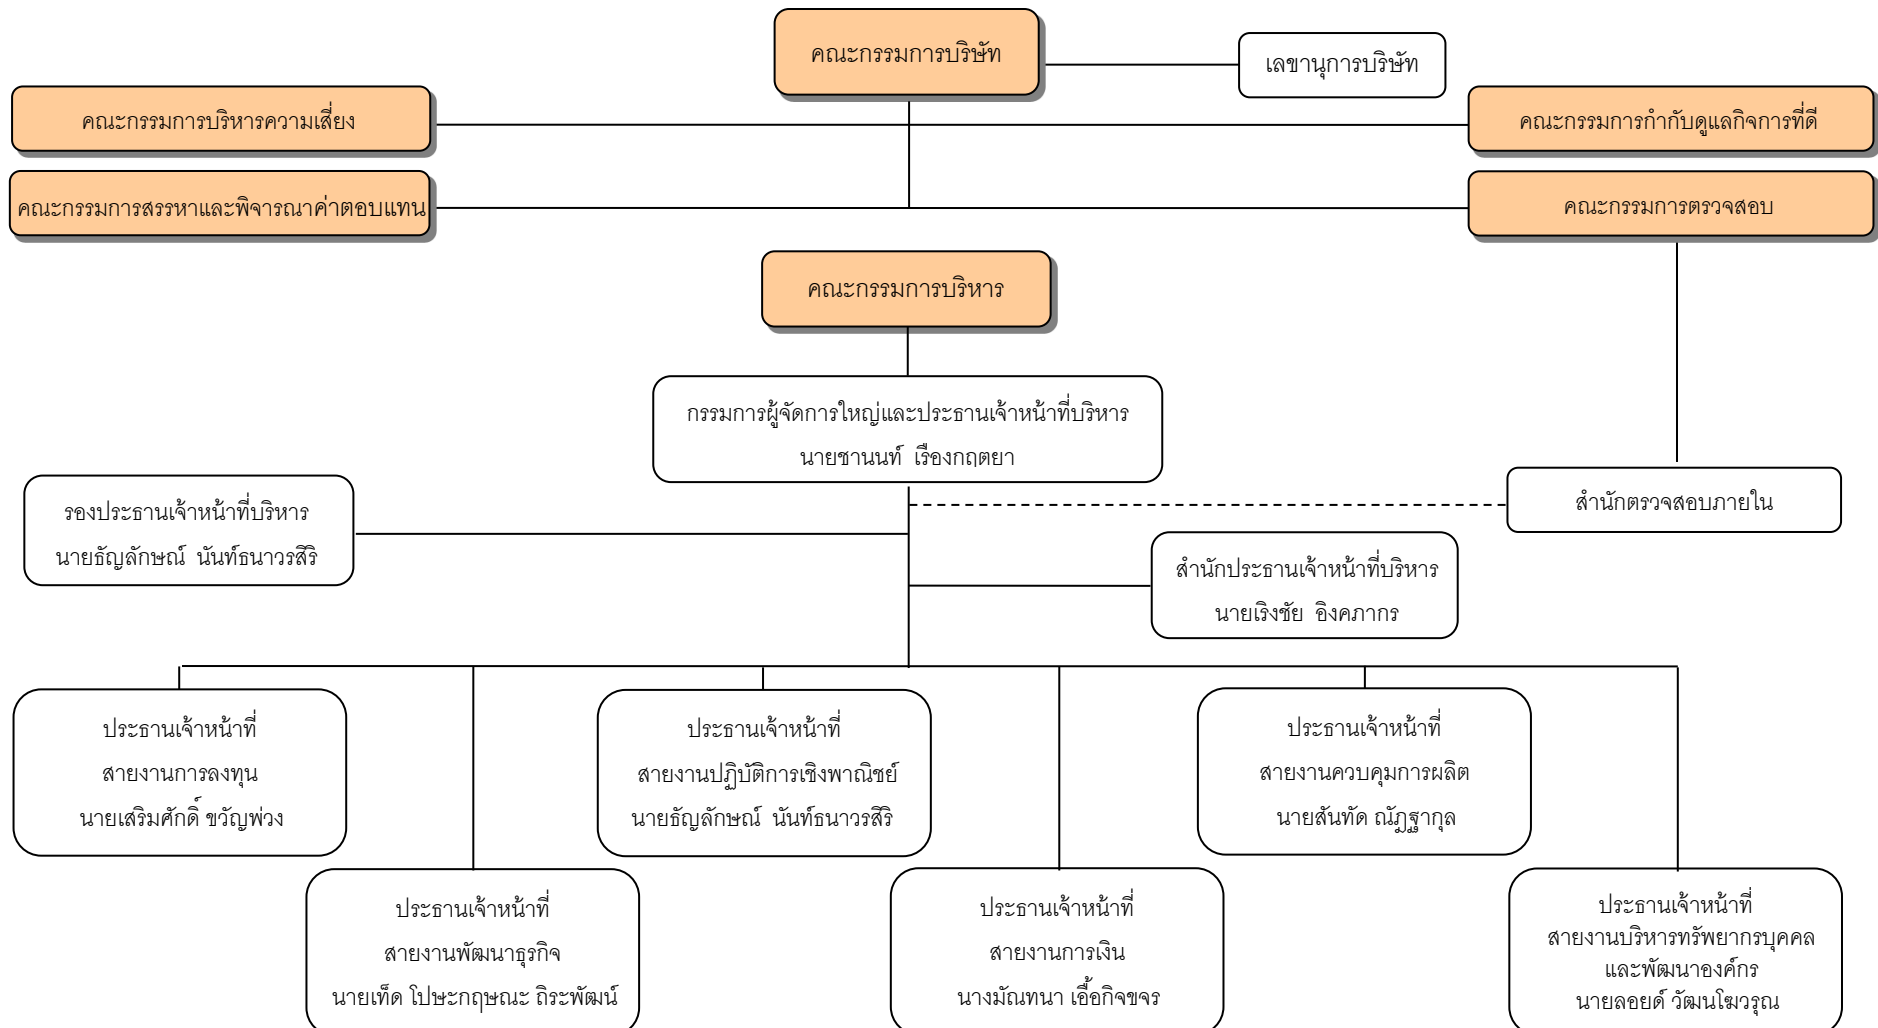 คณะกรรมการบริษัท
เลขานุการบริษัท
คณะกรรมการบริหารความเสี่ยง
คณะกรรมการกำกับดูแลกิจการที่ดี
คณะกรรมการสรรหาและพิจารณาค่าตอบแทน
คณะกรรมการตรวจสอบ
คณะกรรมการบริหาร
กรรมการผู้จัดการใหญ่และประธานเจ้าหน้าที่บริหาร
นายชานนท์ เรืองกฤตยา
รองประธานเจ้าหน้าที่บริหาร
นายธัญลักษณ์ นันท์ธนาวรสิริ
สำนักตรวจสอบภายใน
สำนักประธานเจ้าหน้าที่บริหาร
นายเริงชัย อิงคภากร
ประธานเจ้าหน้าที่
สายงานการลงทุน
นายเสริมศักดิ์ ขวัญพ่วง
ประธานเจ้าหน้าที่
สายงานปฏิบัติการเชิงพาณิชย์
นายธัญลักษณ์ นันท์ธนาวรสิริ
ประธานเจ้าหน้าที่
สายงานควบคุมการผลิต
นายสันทัด ณัฎฐากุล
ประธานเจ้าหน้าที่
สายงานพัฒนาธุรกิจ
นายเท็ด โปษะกฤษณะ ถิระพัฒน์
ประธานเจ้าหน้าที่
สายงานการเงิน
นางมัณฑนา เอื้อกิจขจร
ประธานเจ้าหน้าที่
สายงานบริหารทรัพยากรบุคคล
และพัฒนาองค์กร
นายลอยด์ วัฒนโฆวรุณ